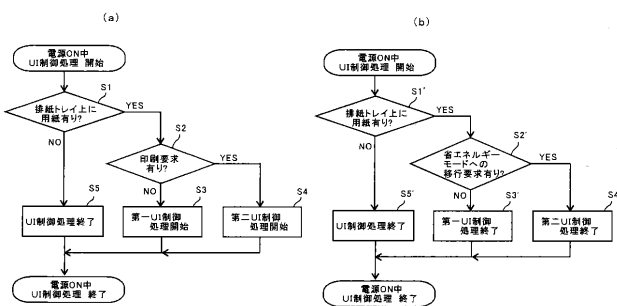 (a)
電源ON中
UI制御処理 開始
S1
排紙トレイ上に
用紙有り?
YES
NO
S2
印刷要求
有り?
YES
NO
S5
UI制御処理終了
S3
第一UI制御
処理開始
S4
第二UI制御
処理開始
電源ON中
UI制御処理 終了
(b)
電源ON中
UI制御処理 開始
S1'
排紙トレイ上に
用紙有り?
YES
NO
S2'
省エネルギー
モードへの
移行要求有り?
YES
NO
S5'
UI制御処理終了
S3'
第一UI制御
処理終了
S4
第二UI制御
処理終了
電源ON中
UI制御処理 終了